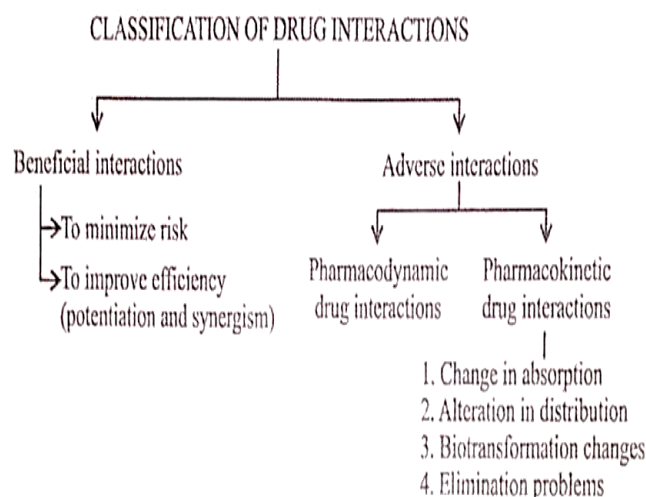 CLASSIFICATION OF DRUG INTERACTIONS
Beneficial interactions
To minimize risk
To improve efficiency
(potentiation and synergism)
Adverse interactions
Pharmacodynamic
drug interactions
Pharmacokinetic
drug interactions
1. Change in absorption
2. Alteration in distribution
3. Biotransformation changes
4. Elimination problems